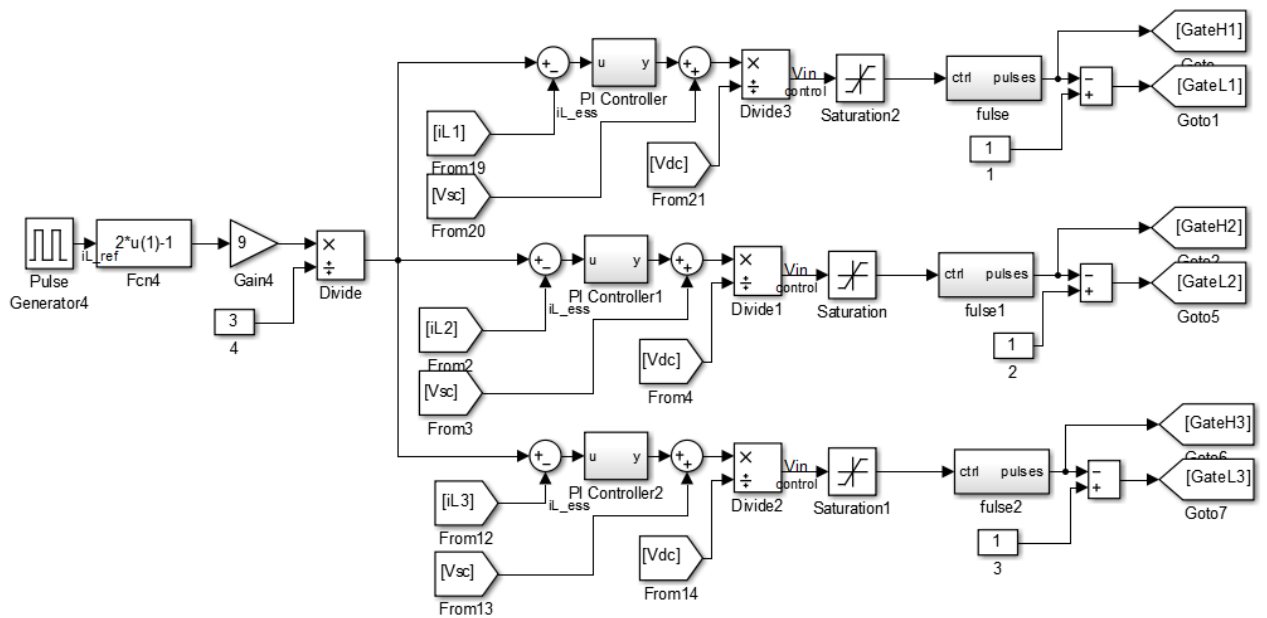 [GateH1]
Goto
u y
PI Controller
iL_ess
[iL1]
From19
[Vsc]
From20
×
÷
Divide3
[Vdc]
From21
Vin
control
Saturation2
ctrl pulses
fulse
1
1
[GateL1]
Goto1
Pulse
Generator4
iL_ref
2*u(1)-1
Fcn4
9
Gain4
×
÷
Divide
3
4
[GateH2]
Goto2
u y
PI Controller1
iL_ess
[iL2]
From2
[Vsc]
From3
×
÷
Divide1
[Vdc]
From4
Vin
control
Saturation
ctrl pulses
fulse1
1
2
[GateL2]
Goto5
[GateH3]
Goto6
u y
PI Controller2
iL_ess
[iL3]
From12
[Vsc]
From13
×
÷
Divide2
[Vdc]
From14
Vin
control
Saturation1
ctrl pulses
fulse2
1
3
[GateL3]
Goto7